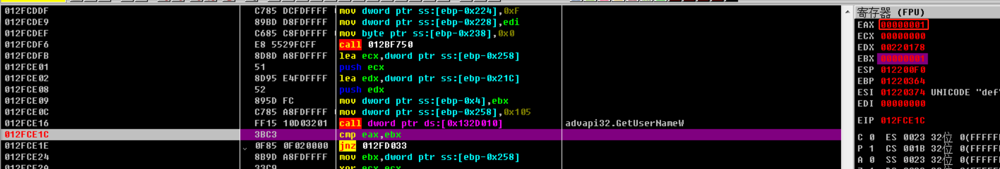 012FCDDF C785 DCFDFFFF mov dword ptr ss:[ebp-0x224],0xF
012FCDE9 89BD D8FDFFFF mov dword ptr ss:[ebp-0x228],edi
012FCDEF C685 C8FDFFFF mov byte ptr ss:[ebp-0x238],0x0
012FCDF6 E8 5529FCFF call 012BF750
012FCDFB 8D8D A8FDFFFF lea ecx,dword ptr ss:[ebp-0x258]
012FCE01 51 push ecx
012FCE02 8D95 E4FDFFFF lea edx,dword ptr ss:[ebp-0x21C]
012FCE08 52 push edx
012FCE09 895D FC mov dword ptr ss:[ebp-0x4],ebx
012FCE0C C785 A8FDFFFF mov dword ptr ss:[ebp-0x258],0x105
012FCE16 FF15 10D03201 call dword ptr ds:[0x132D010] advapi32.GetUserNameW
012FCE1C 3BC3 cmp eax,ebx
012FCE1E 0F85 0F020000 jnz 012FD033
012FCE24 8B9D A8FDFFFF mov ebx,dword ptr ss:[ebp-0x258]
012FCE2A 33C9 xor ecx,ecx
寄存器 (FPU)
EAX 00000001
ECX 00000000
EDX 00220178
EBX 00000001
ESP 012200F0
EBP 01220364
ESI 01220374 UNICODE "def"
EDI 00000000
EIP 012FCE1C
C 0 ES 0023 32位 0(FFFFFF
P 1 CS 001B 32位 0(FFFFFF
A 0 SS 0023 32位 0(FFFFFF